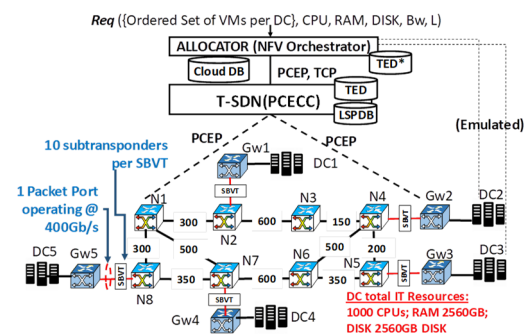 Req ({Ordered Set of VMs per DC}, CPU, RAM, DISK, Bw, L)
ALLOCATOR (NFV Orchestrator)
Cloud DB
PCEP, TCP
TED*
TED
T-SDN(PCECC)
LSPDB
(Emulated)
PCEP
PCEP
10 subtransponders
per SBVT
Gw1
DC1
SBVT
1 Packet Port
operating @
400Gb/s
N1
N3
N4
Gw2
DC2
300
600
150
SBVT
N2
300
500
500
200
DC5
Gw5
N7
N6
N5
Gw3
DC3
SBVT
350
600
350
SBVT
N8
SBVT
Gw4
DC4
DC total IT Resources:
1000 CPUs; RAM 2560GB;
DISK 2560GB DISK